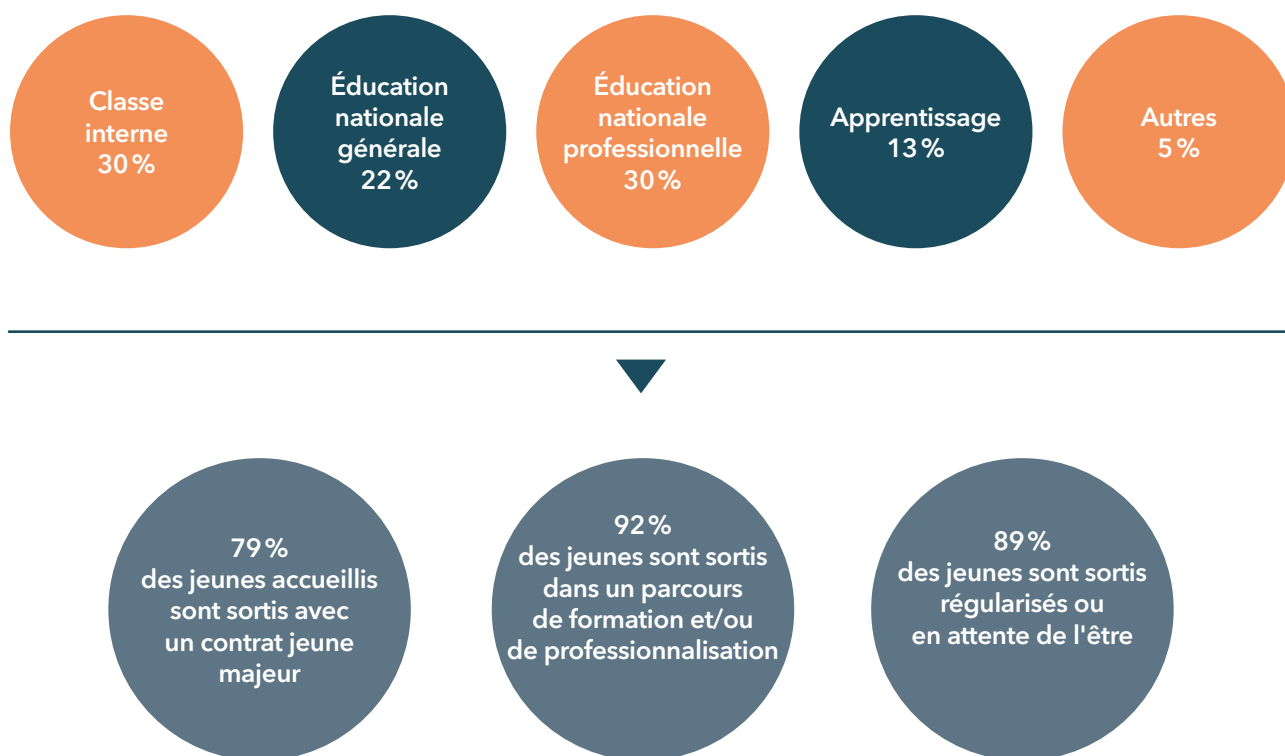 Classe
interne
30 %
Éducation
nationale
générale
22 %
Éducation
nationale
professionnelle
30 %
Apprentissage
13 %
Autres
5 %
79 %
des jeunes accueillis
sont sortis avec
un contrat jeune
majeur
92 %
des jeunes sont sortis
dans un parcours
de formation et/ou
de professionnalisation
89 %
des jeunes sont sortis
régularisés ou
en attente de l'être